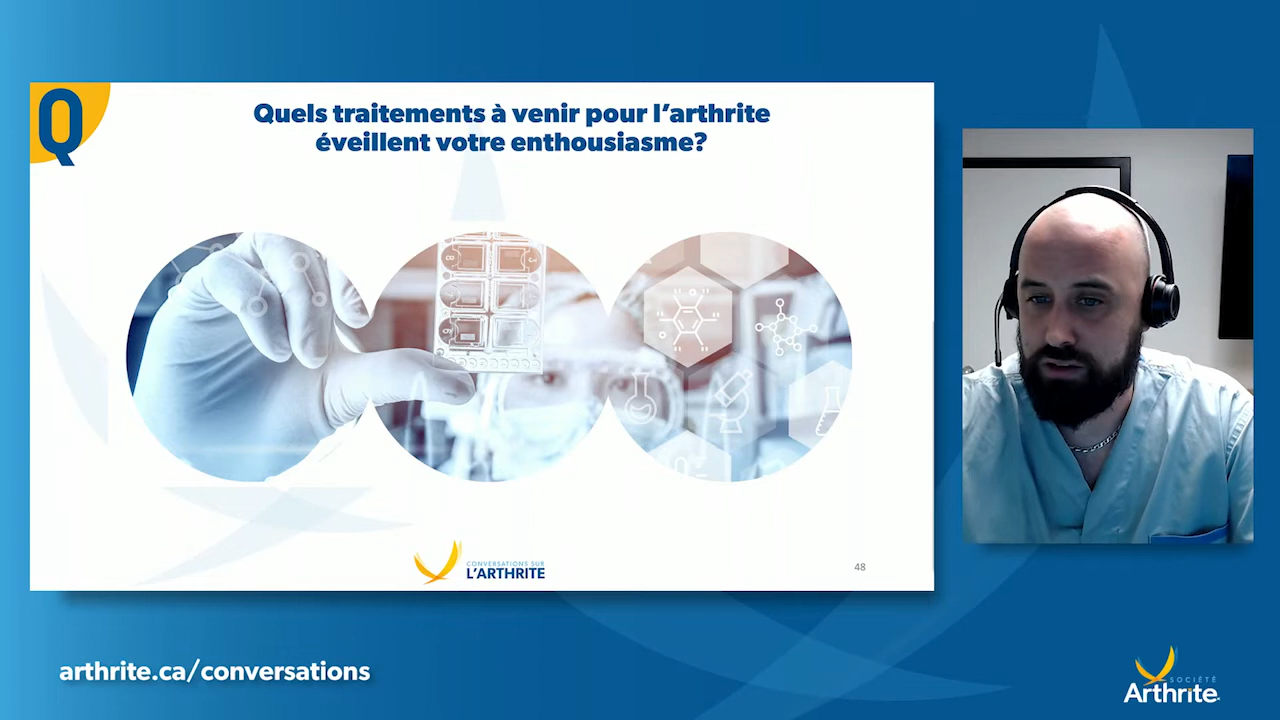 Q
Quels traitements à venir pour l'arthrite
éveillent votre enthousiasme?
CONVERSATIONS SUR
L'ARTHRITE
48
arthrite.ca/conversations
SOCIÉTÉ
Arthrite